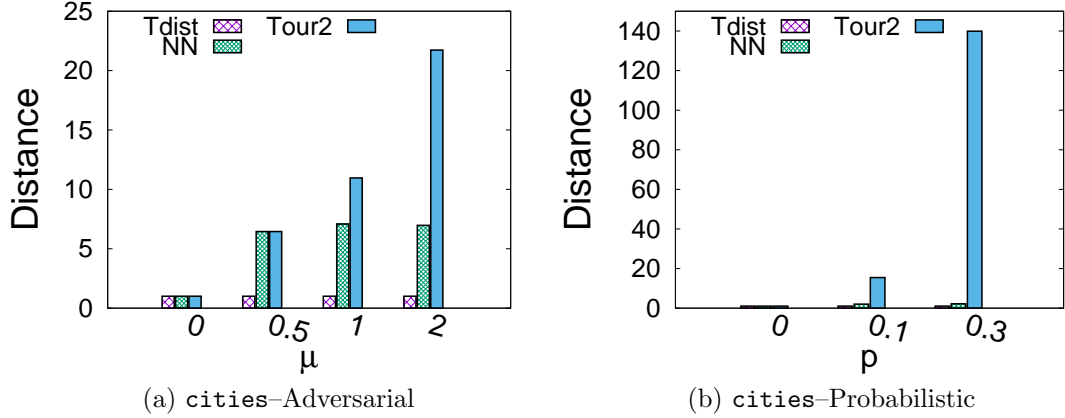 Tdist
NN
Tour2
Distance
25
20
15
10
5
0
0
0.5
1
2
μ
(a) cities–Adversarial
Tdist
NN
Tour2
Distance
140
120
100
80
60
40
20
0
0
0.1
0.3
p
(b) cities–Probabilistic